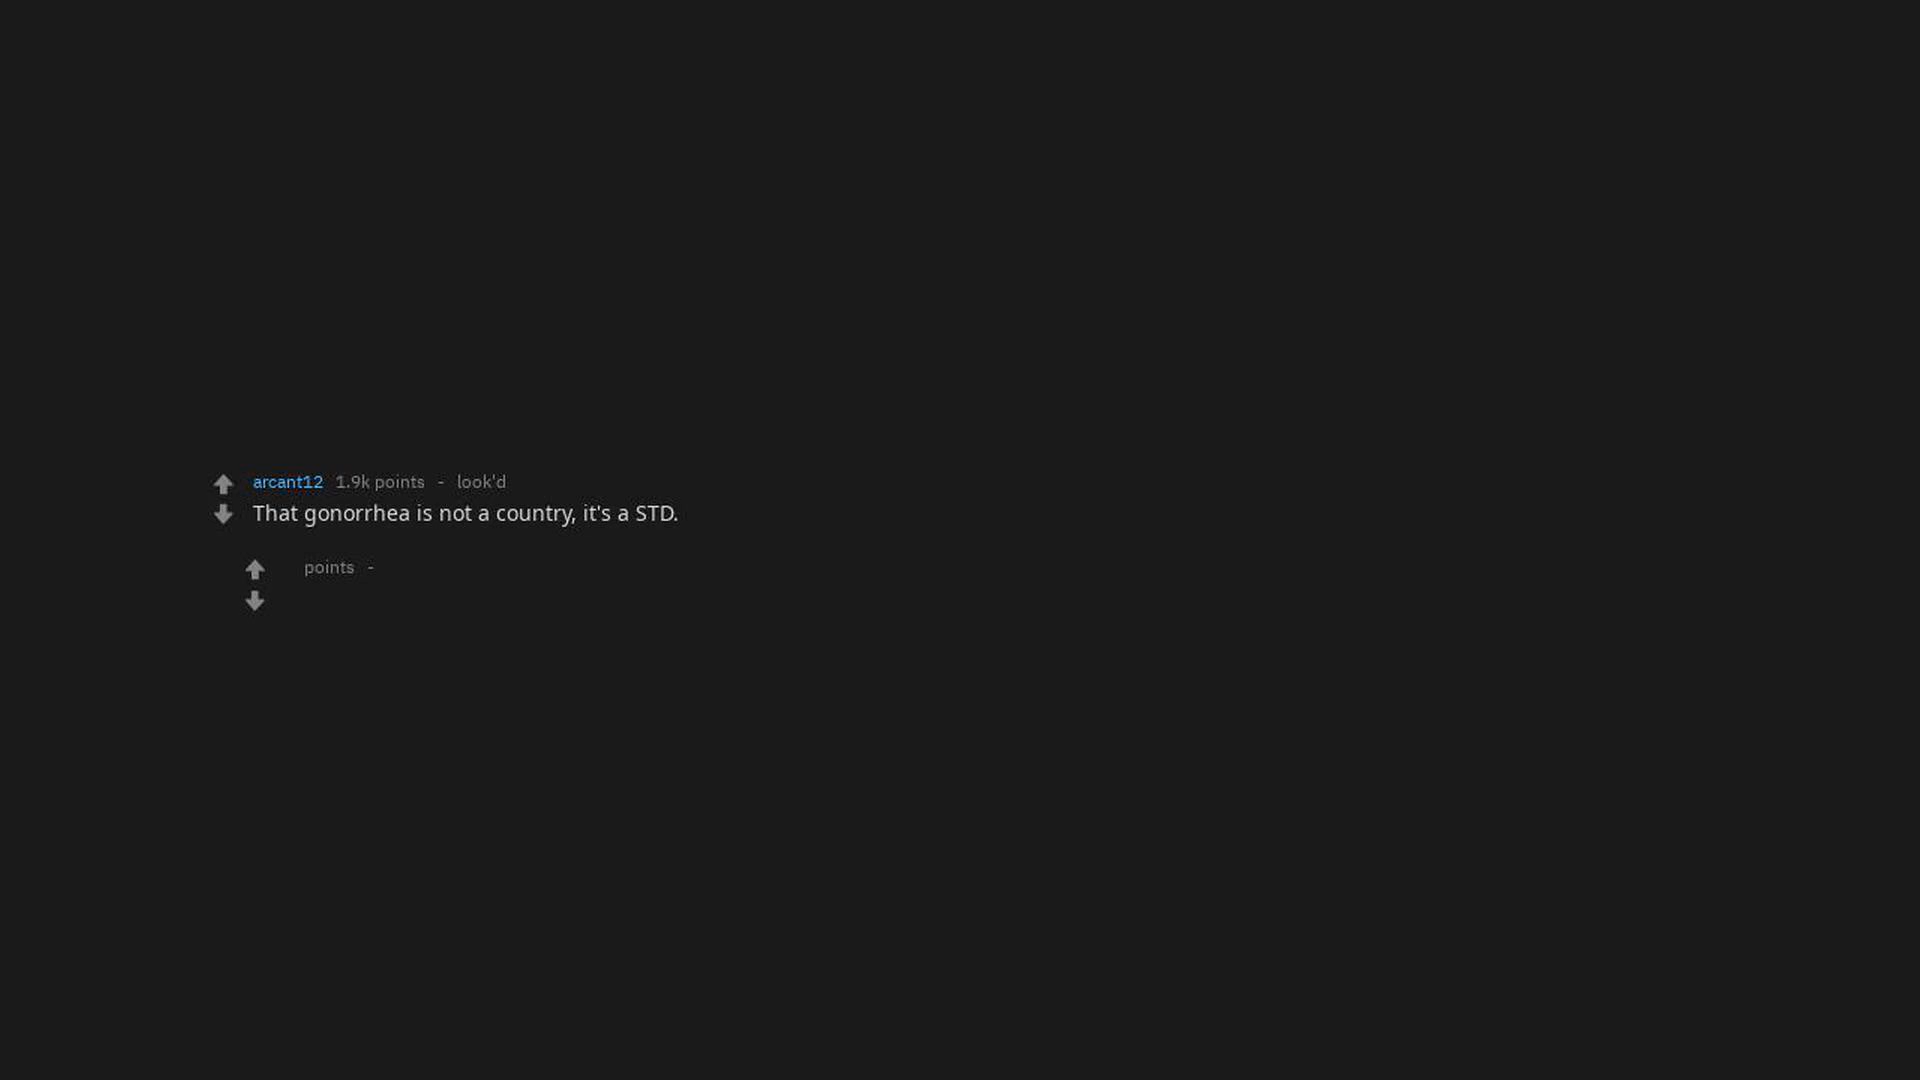 arcant12 1.9k points - look'd
That gonorrhea is not a country, it's a STD.
points -